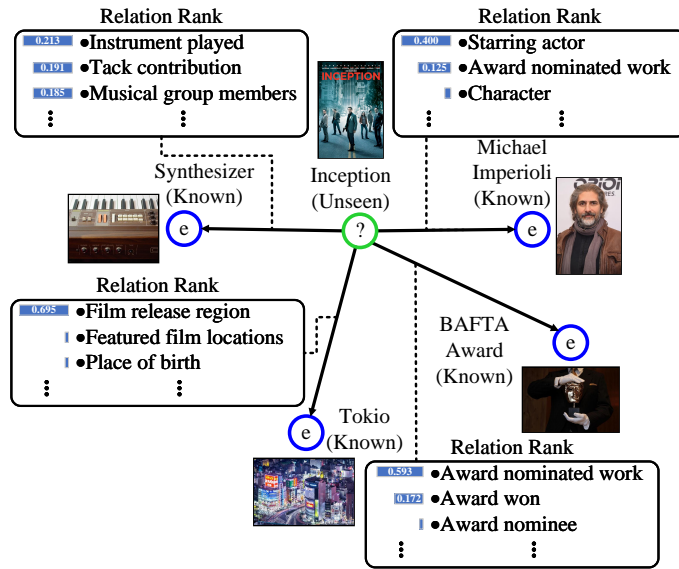 Relation Rank
0.213 •Instrument played
0.191 •Tack contribution
0.185 •Musical group members
Relation Rank
0.400 •Starring actor
0.125 •Award nominated work
•Character
INCEPTION
Synthesizer
(Known)
Inception
(Unseen)
Michael
Imperioli
(Known)
e
?
e
Relation Rank
0.695 •Film release region
•Featured film locations
•Place of birth
BAFTA
Award
(Known)
e
e
Tokio
(Known)
Relation Rank
0.593 •Award nominated work
0.172 •Award won
•Award nominee